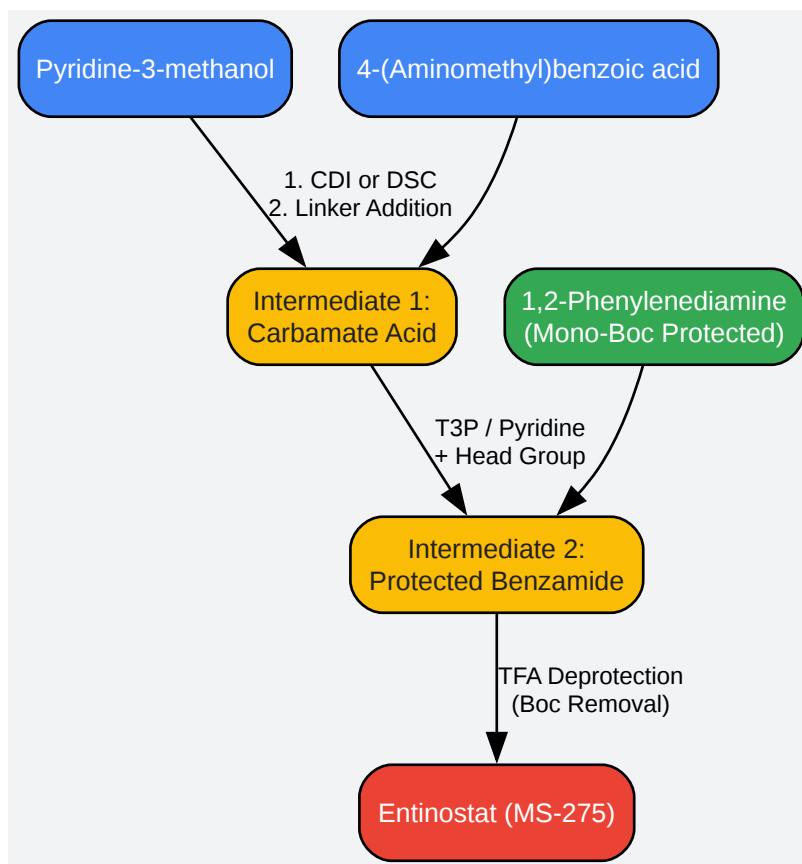 Pyridine-3-methanol
4-(Aminomethyl)benzoic acid
1. CDI or DSC
2. Linker Addition
Intermediate 1:
Carbamate Acid
1,2-Phenylenediamine
(Mono-Boc Protected)
T3P / Pyridine
+ Head Group
Intermediate 2:
Protected Benzamide
TFA Deprotection
(Boc Removal)
Entinostat (MS-275)